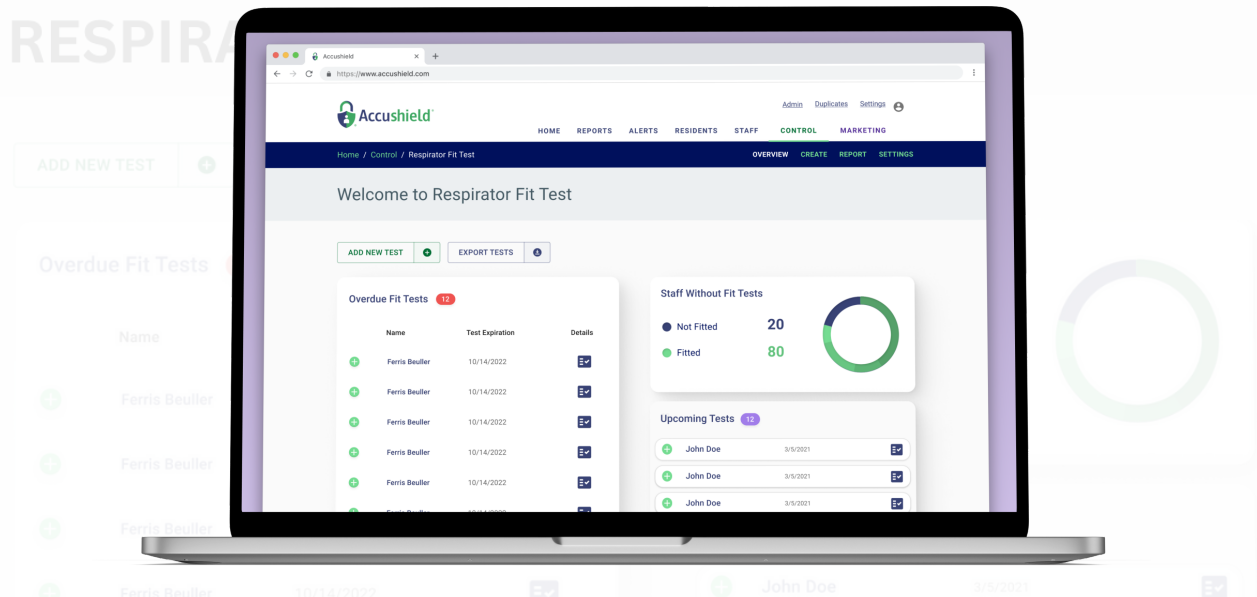 RESPIRA
ADD NEW TEST
Overdue Fit Tests
Name
Ferris Beuller
Ferris Beuller
Ferris Beuller
Ferris Beuller 10/14/2022
John Doe 3/5/2021
Accushield
https://www.accushield.com
Admin Duplicates Settings
Accushield
HOME REPORTS ALERTS RESIDENTS STAFF CONTROL MARKETING
Home / Control / Respirator Fit Test
OVERVIEW CREATE REPORT SETTINGS
Welcome to Respirator Fit Test
ADD NEW TEST EXPORT TESTS
Overdue Fit Tests 12
Name Test Expiration Details
Ferris Beuller 10/14/2022
Ferris Beuller 10/14/2022
Ferris Beuller 10/14/2022
Ferris Beuller 10/14/2022
Ferris Beuller 10/14/2022
Staff Without Fit Tests
Not Fitted 20
Fitted 80
Upcoming Tests 12
John Doe 3/5/2021
John Doe 3/5/2021
John Doe 3/5/2021